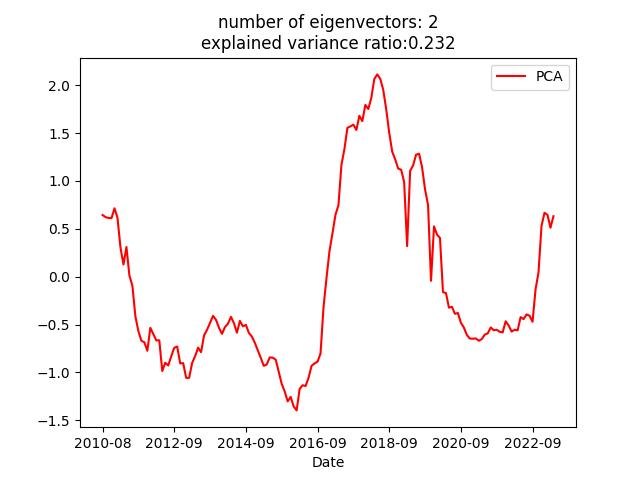 number of eigenvectors: 2
explained variance ratio:0.232
PCA
2.0
1.5
1.0
0.5
0.0
−0.5
−1.0
−1.5
2010-08 2012-09 2014-09 2016-09 2018-09 2020-09 2022-09
Date